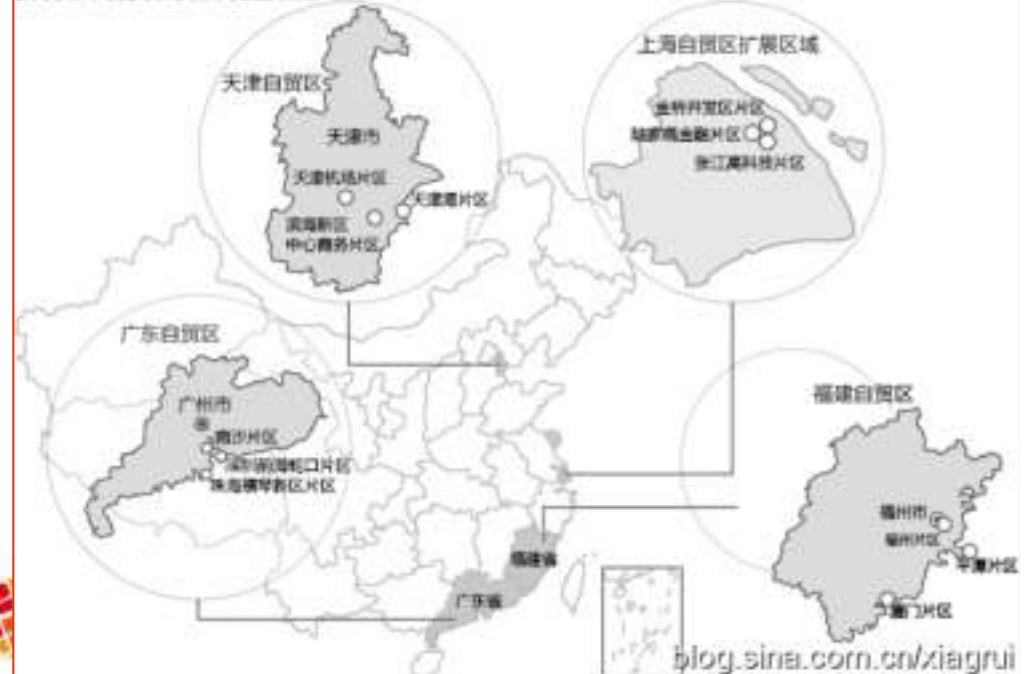 天津自贸区
天津市
天津机场片区
天津港片区
滨海新区
中心商务片区
上海自贸区扩展区域
金桥开发区片区
陆家嘴金融片区
张江高科技片区
广东自贸区
广州市
南沙片区
深圳前海蛇口片区
珠海横琴新区片区
福建自贸区
福州市
福州片区
平潭片区
厦门片区
福建省
广东省
blog.sina.com.cn/xiagrui